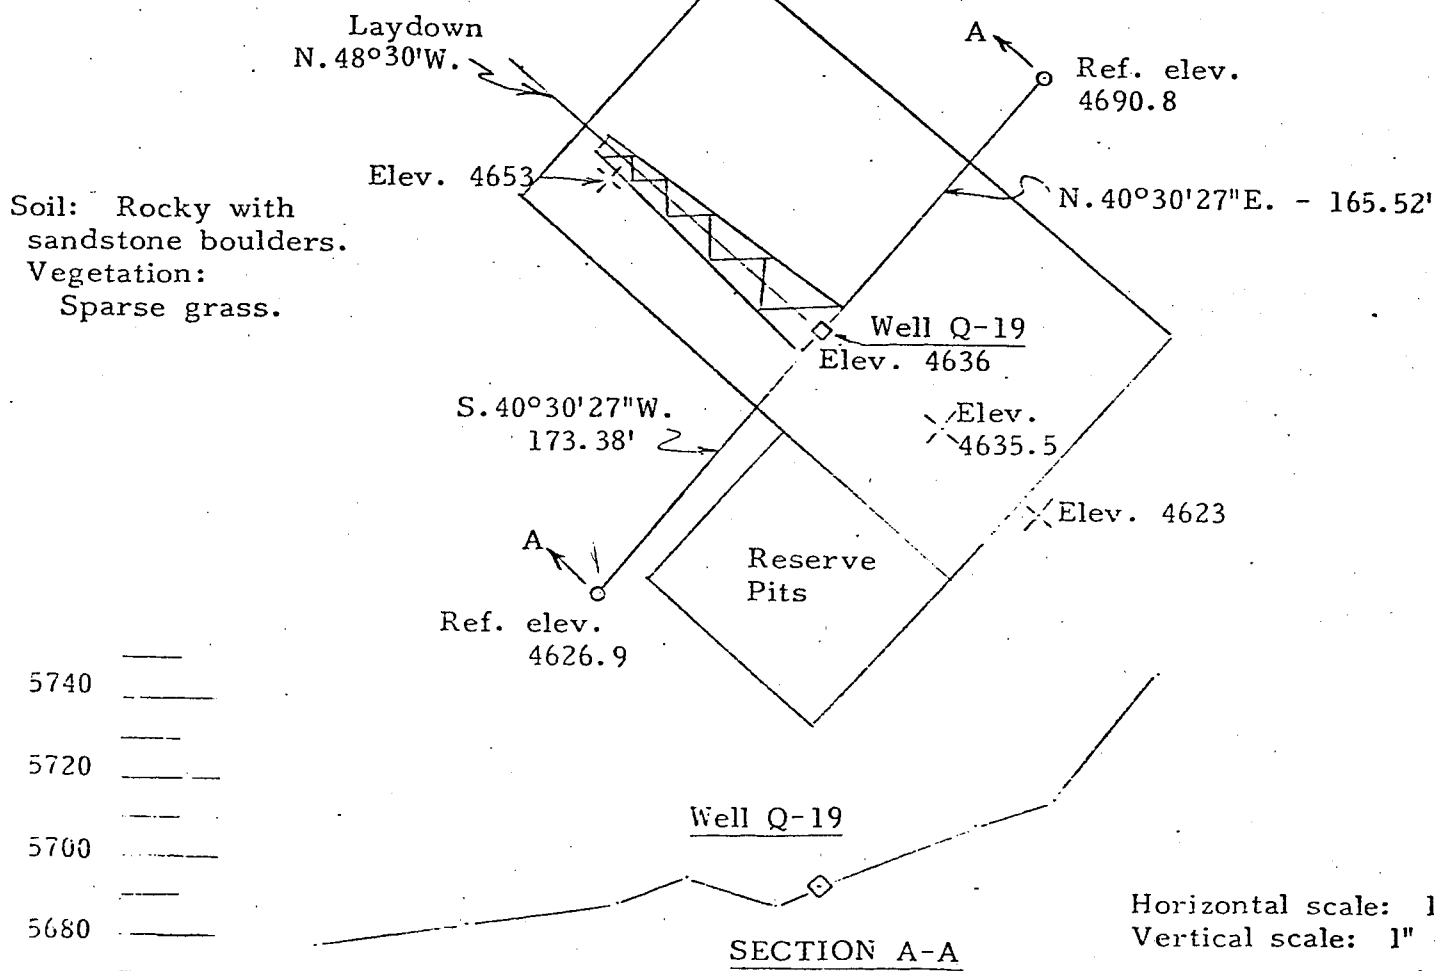 Laydown
N.48°30'W.
A
Ref. elev.
4690.8
Elev. 4653
N.40°30'27"E. - 165.52'
Soil: Rocky with
sandstone boulders.
Vegetation:
Sparse grass.
Well Q-19
Elev. 4636
S.40°30'27"W.
173.38'
Elev.
4635.5
Elev. 4623
A
Reserve
Pits
Ref. elev.
4626.9
5740
5720
5700
5680
Well Q-19
SECTION A-A
Horizontal scale: 1
Vertical scale: 1"